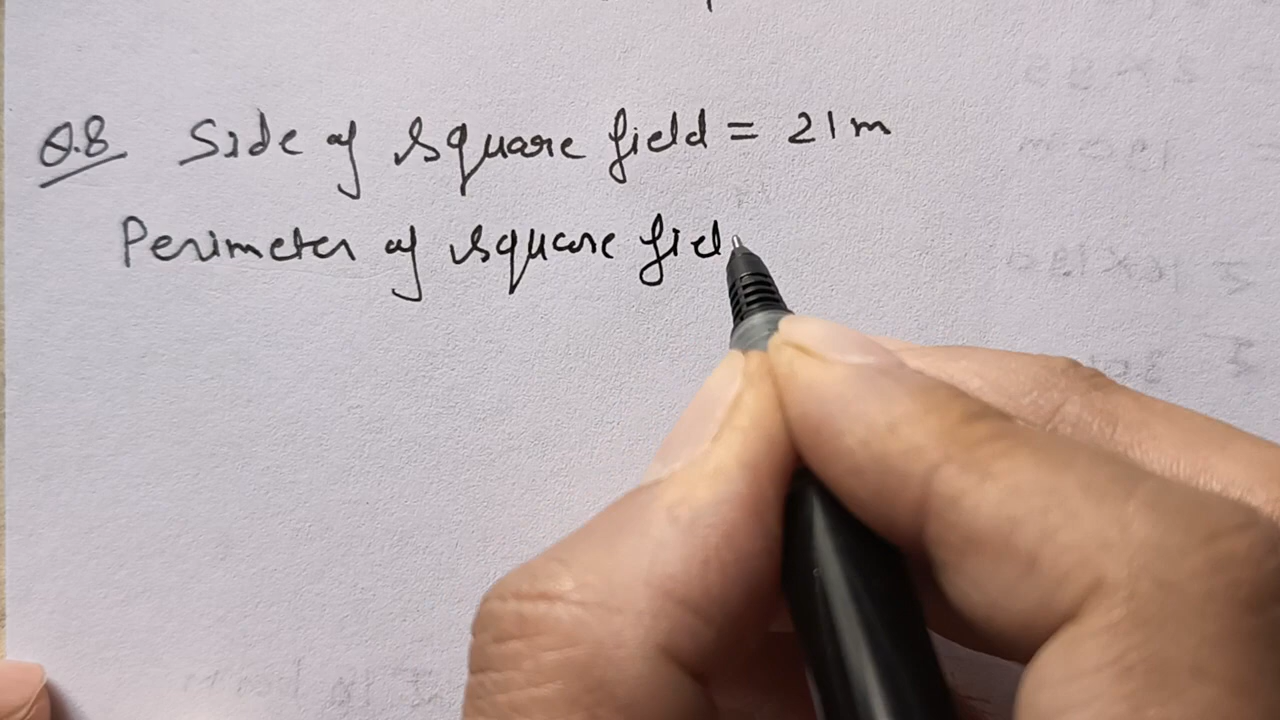 Q.8 Side of square field = 21m
Perimeter of square fiel